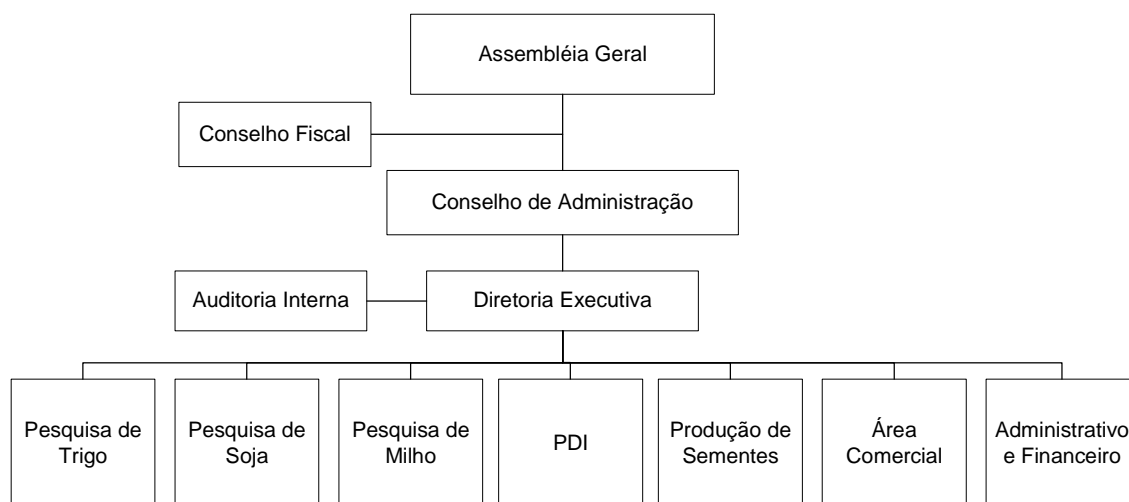 Assembléia Geral
Conselho Fiscal
Conselho de Administração
Auditoria Interna
Diretoria Executiva
Pesquisa de
Trigo
Pesquisa de
Soja
Pesquisa de
Milho
PDI
Produção de
Sementes
Área
Comercial
Administrativo
e Financeiro